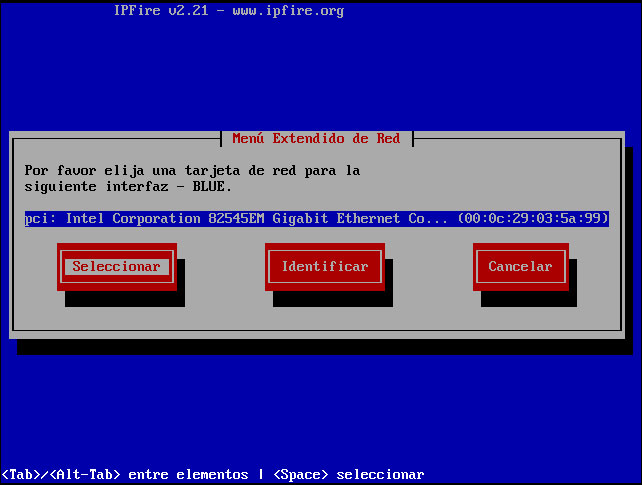 IPFire v2.21 - www.ipfire.org
Menú Extendido de Red
Por favor elija una tarjeta de red para la
siguiente interfaz - BLUE.
pci: Intel Corporation 82545EM Gigabit Ethernet Co... (00:0c:29:03:5a:99)
Seleccionar Identificar Cancelar
<Tab>/<Alt-Tab> entre elementos | <Space> seleccionar